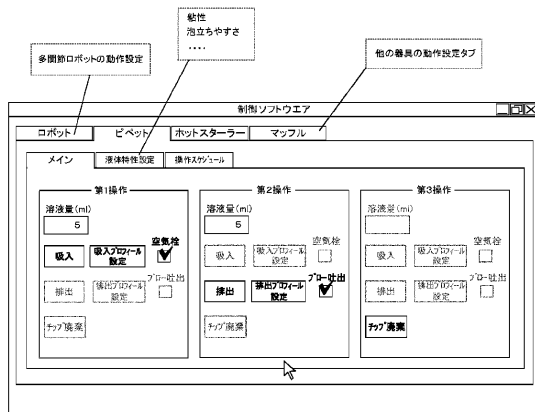 粘性
泡立ちやすさ
‥‥
多関節ロボットの動作設定
他の器具の動作設定タブ
制御ソフトウエア
ロボット ピペット ホットスターラー マッフル
メイン 液体特性設定 操作スケジュール
第1操作 第2操作 第3操作
溶液量(ml) 溶液量(ml) 溶液量(ml)
5 5
空気栓 空気栓 空気栓
吸入 吸入プロフィール設定 吸入 吸入プロフィール設定 吸入 吸入プロフィール設定
ブロー吐出 ブロー吐出 ブロー吐出
排出 排出プロフィール設定 排出 排出プロフィール設定 排出 排出プロフィール設定
チップ廃棄 チップ廃棄 チップ廃棄